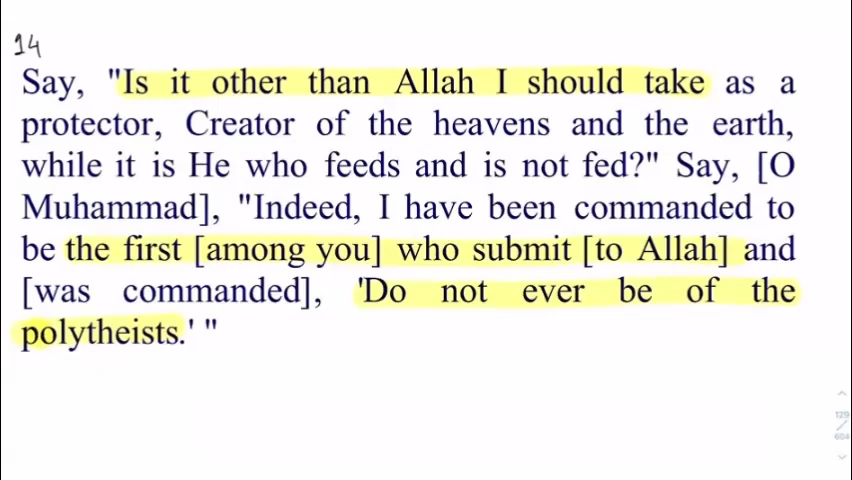 14
Say, "Is it other than Allah I should take as a
protector, Creator of the heavens and the earth,
while it is He who feeds and is not fed?" Say, [O
Muhammad], "Indeed, I have been commanded to
be the first [among you] who submit [to Allah] and
[was commanded], 'Do not ever be of the
polytheists.' "
129
/
604